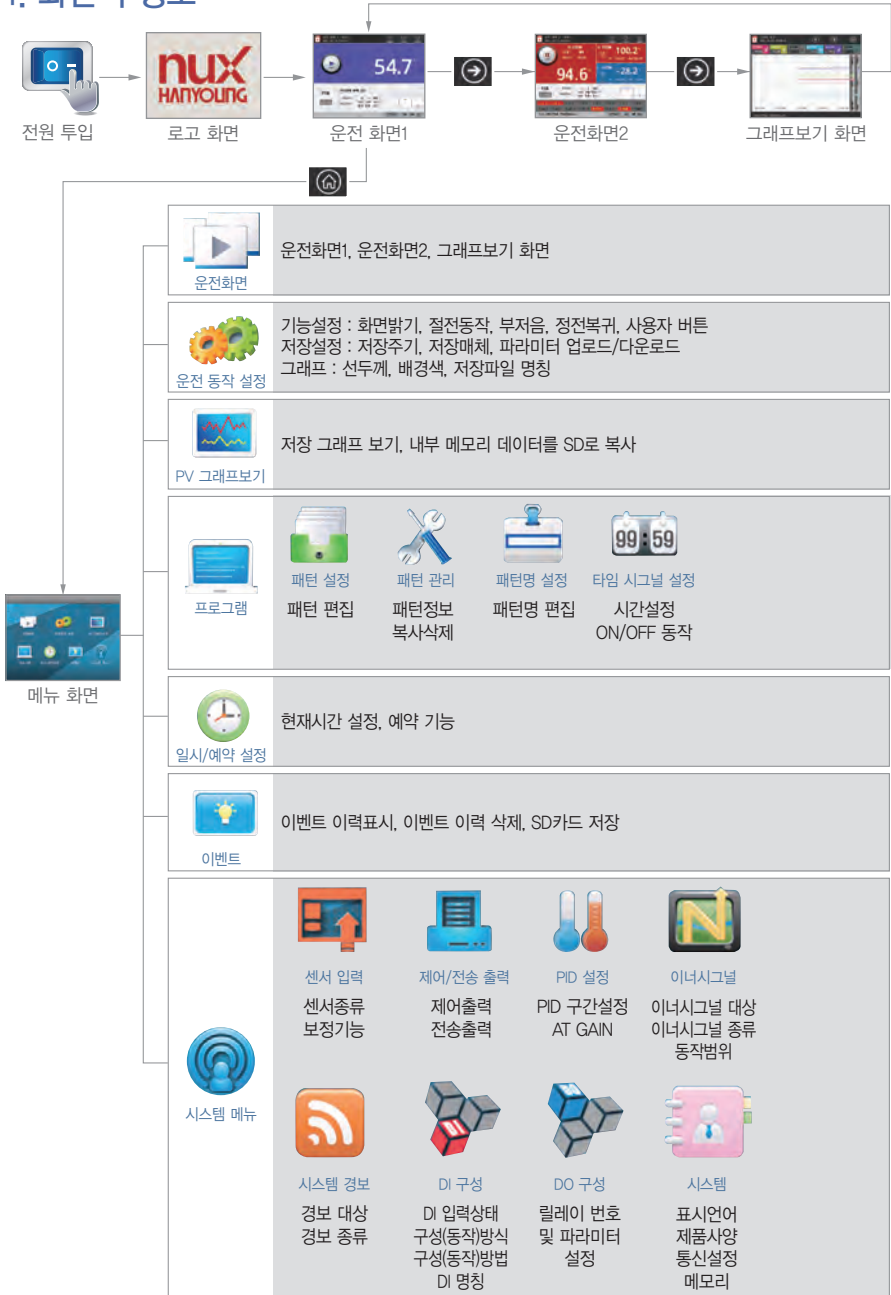 54.7
100.2
94.6
-28.2
nux
HANYOUNG
전원 투입
로고 화면
운전 화면1
운전화면2
그래프보기 화면
운전화면
운전화면1, 운전화면2, 그래프보기 화면
운전 동작 설정
기능설정 : 화면밝기, 절전동작, 부저음, 정전복귀, 사용자 버튼
저장설정 : 저장주기, 저장매체, 파라미터 업로드/다운로드
그래프 : 선두께, 배경색, 저장파일 명칭
PV 그래프보기
저장 그래프 보기, 내부 메모리 데이터를 SD로 복사
메뉴 화면
프로그램
99:59
패턴 설정
패턴 관리
패턴명 설정
타임 시그널 설정
패턴 편집
패턴정보
복사삭제
패턴명 편집
시간설정
ON/OFF 동작
일시/예약 설정
현재시간 설정, 예약 기능
이벤트
이벤트 이력표시, 이벤트 이력 삭제, SD카드 저장
시스템 메뉴
센서 입력
제어/전송 출력
PID 설정
이너시그널
센서종류
보정기능
제어출력
전송출력
PID 구간설정
AT GAIN
이너시그널 대상
이너시그널 종류
동작범위
시스템 경보
DI 구성
DO 구성
시스템
경보 대상
경보 종류
DI 입력상태
구성(동작)방식
구성(동작)방법
DI 명칭
릴레이 번호
및 파라미터
설정
표시언어
제품사양
통신설정
메모리